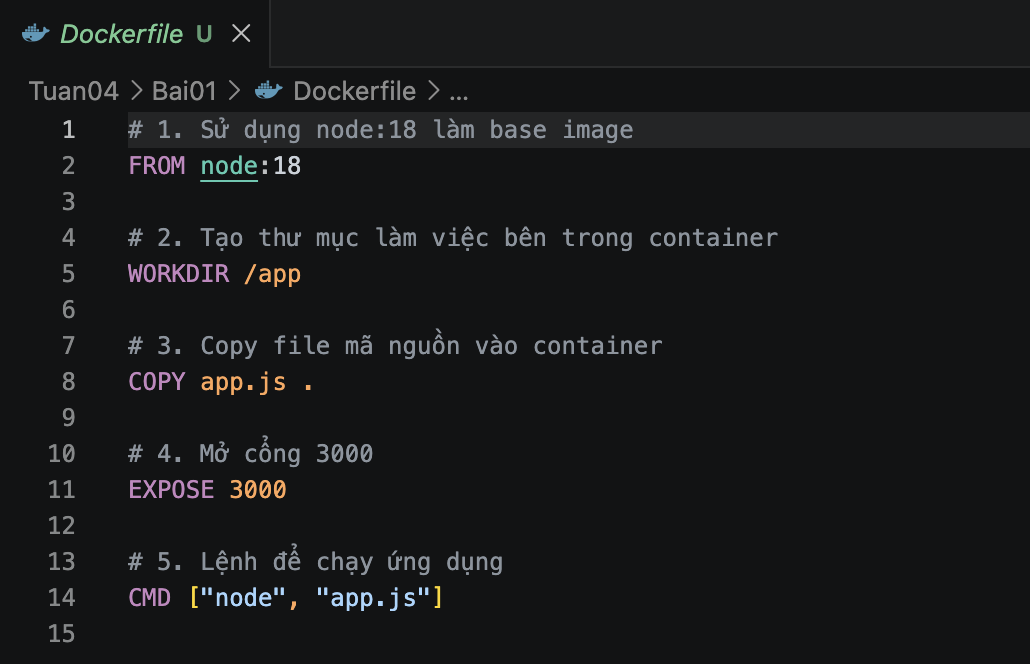 Dockerfile U
Tuan04 > Bai01 > Dockerfile > ...
1 # 1. Sử dụng node:18 làm base image
2 FROM node:18
3
4 # 2. Tạo thư mục làm việc bên trong container
5 WORKDIR /app
6
7 # 3. Copy file mã nguồn vào container
8 COPY app.js .
9
10 # 4. Mở cổng 3000
11 EXPOSE 3000
12
13 # 5. Lệnh để chạy ứng dụng
14 CMD ["node", "app.js"]
15